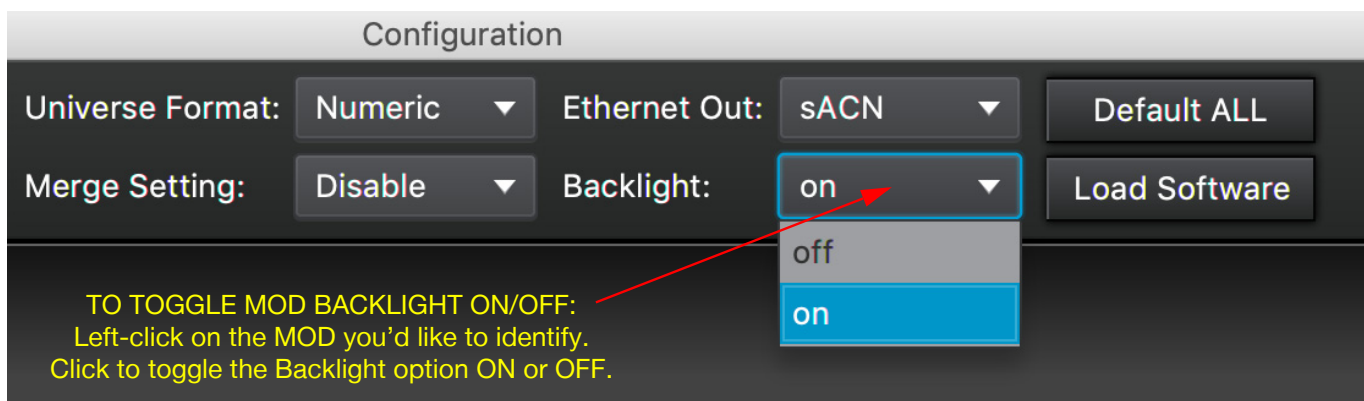 Configuration
Universe Format: Numeric Ethernet Out: sACN Default ALL
Merge Setting: Disable Backlight: on Load Software
off
on
TO TOGGLE MOD BACKLIGHT ON/OFF:
Left-click on the MOD you’d like to identify.
Click to toggle the Backlight option ON or OFF.